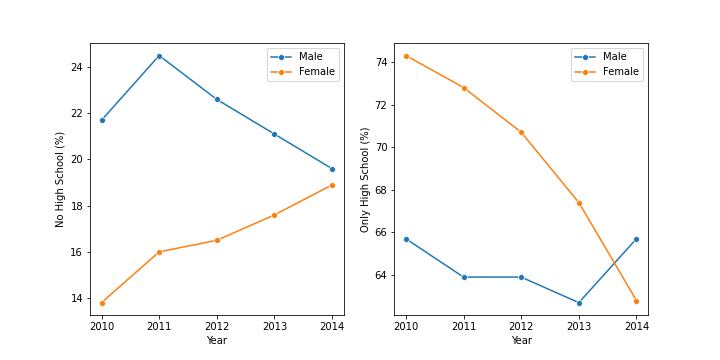 No High School (%)
24
22
20
18
16
14
2010 2011 2012 2013 2014
Year
Male
Female
Only High School (%)
74
72
70
68
66
64
2010 2011 2012 2013 2014
Year
Male
Female